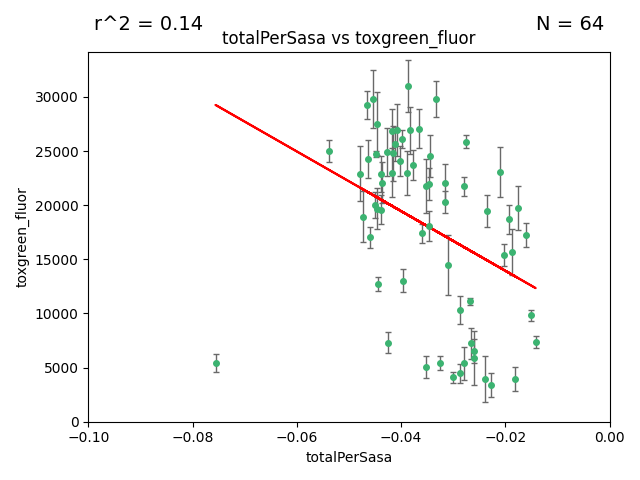 r^2 = 0.14
N = 64
totalPerSasa vs toxgreen_fluor
30000
25000
20000
15000
10000
5000
0
toxgreen_fluor
−0.10
−0.08
−0.06
−0.04
−0.02
0.00
totalPerSasa